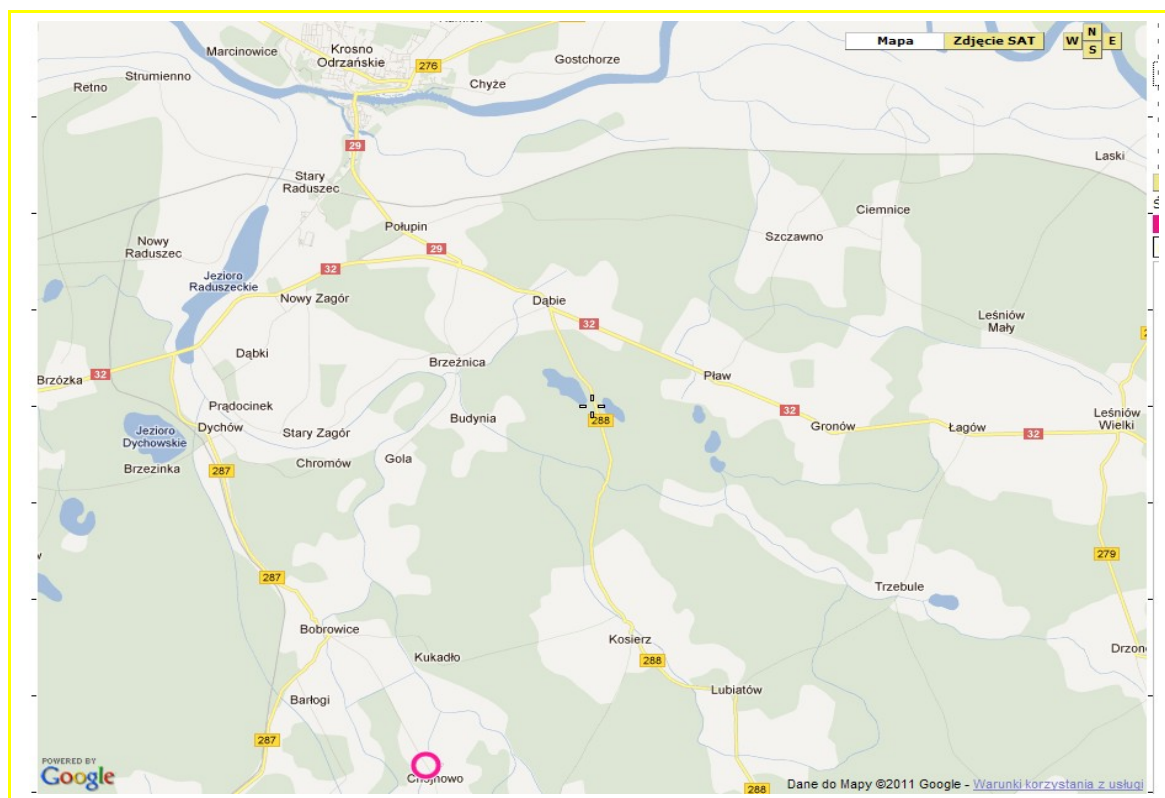 Marcinowice
Krosno
Odrzańskie
276
Gostchorze
Mapa
Zdjęcie SAT
N
W
E
S
Strumienno
Retno
Chyże
29
Laski
Stary
Raduszec
Ciemnice
Połupin
Szczawno
Nowy
Raduszec
29
32
Jezioro
Raduszeckie
Nowy Zagór
Dąbie
32
Leśniów
Mały
Dąbki
Brzeźnica
32
Brzózka
Pław
Prądocinek
32
Budynia
288
Leśniów
Wielki
Jezioro
Dychowskie
Dychów
Stary Zagór
Gronów
Łagów
32
Brzezinka
287
Chromów
Gola
279
287
Trzebule
Bobrowice
Kosierz
Kukadło
288
Lubiatów
Barłogi
287
POWERED BY
Google
Chojnowo
288
Dane do Mapy ©2011 Google - Warunki korzystania z usługi